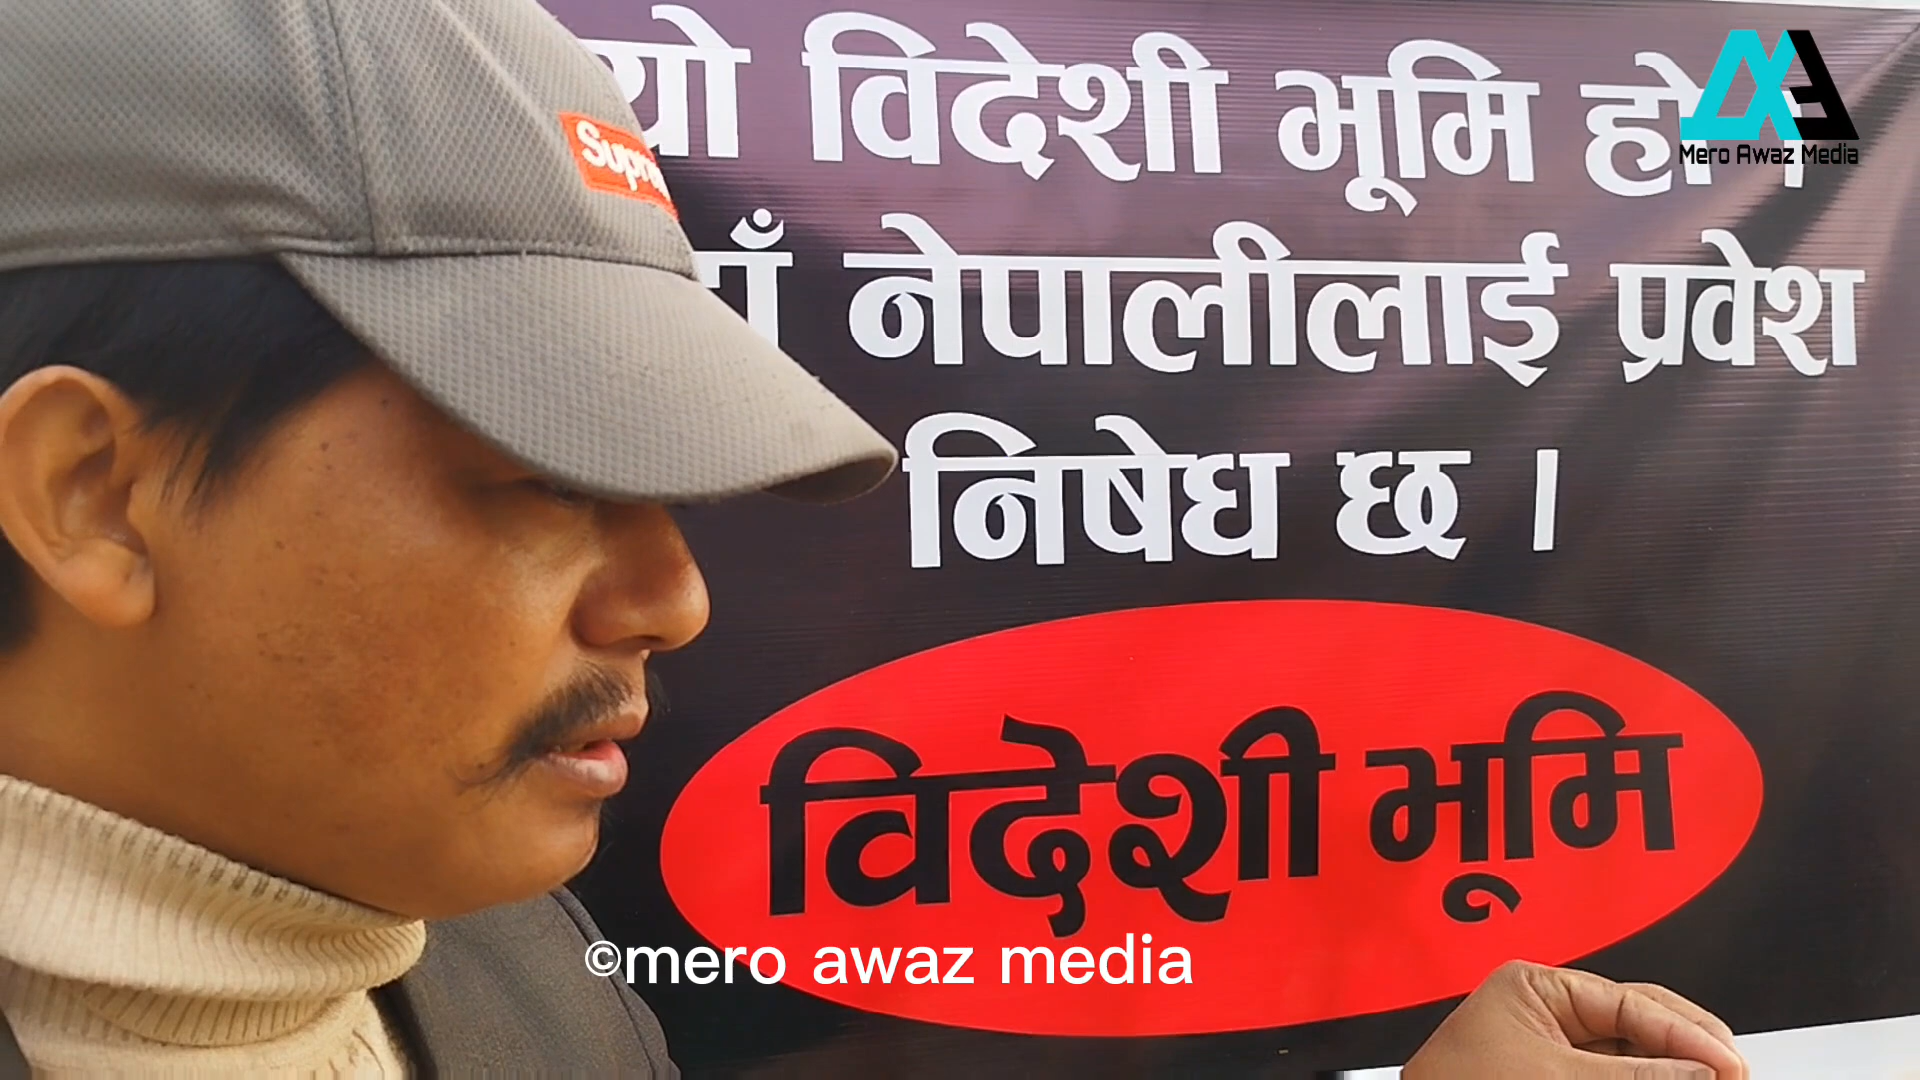 यो विदेशी भूमि हो
नेपालीलाई प्रवेश
निषेध छ ।
विदेशी भूमि
Mero Awaz Media
©mero awaz media